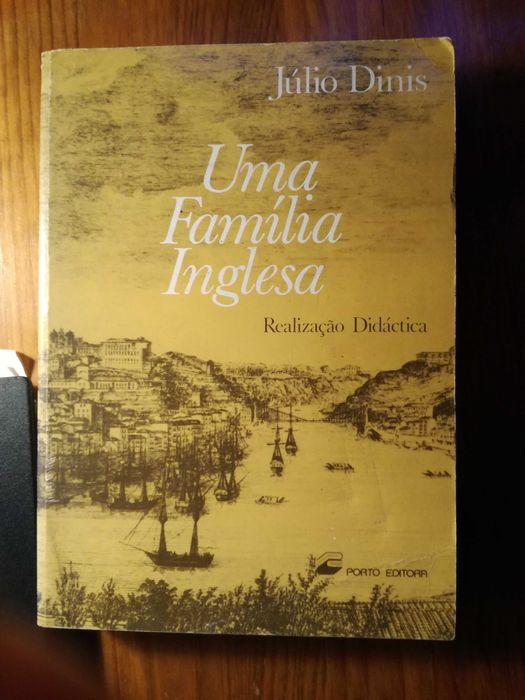 Júlio Dinis
Uma
Família
Inglesa
Realização Didáctica
PORTO EDITORA